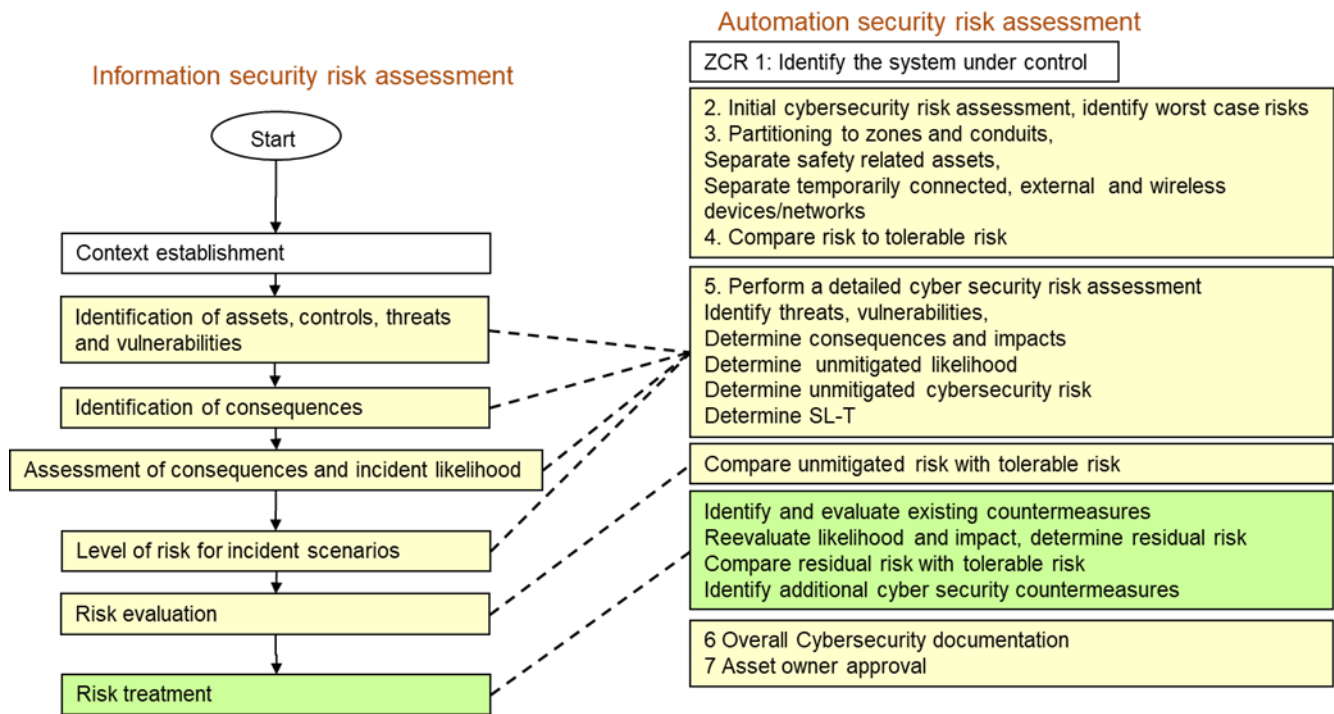 Information security risk assessment
Start
Context establishment
Identification of assets, controls, threats
and vulnerabilities
Identification of consequences
Assessment of consequences and incident likelihood
Level of risk for incident scenarios
Risk evaluation
Risk treatment
Automation security risk assessment
ZCR 1: Identify the system under control
2. Initial cybersecurity risk assessment, identify worst case risks
3. Partitioning to zones and conduits,
Separate safety related assets,
Separate temporarily connected, external and wireless
devices/networks
4. Compare risk to tolerable risk
5. Perform a detailed cyber security risk assessment
Identify threats, vulnerabilities,
Determine consequences and impacts
Determine unmitigated likelihood
Determine unmitigated cybersecurity risk
Determine SL-T
Compare unmitigated risk with tolerable risk
Identify and evaluate existing countermeasures
Reevaluate likelihood and impact, determine residual risk
Compare residual risk with tolerable risk
Identify additional cyber security countermeasures
6 Overall Cybersecurity documentation
7 Asset owner approval